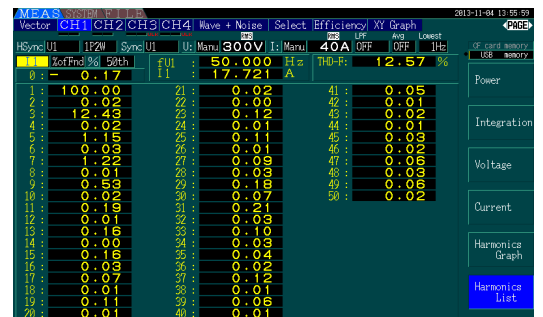 MEAS SYSTEM FILE 2013-11-04 13:55:59
Vector CH1 CH2 CH3 CH4 Wave + Noise Select Efficiency XY Graph PAGE
RMS RMS LPF Avg Lowest
HSync U1 1P2W Sync U1 U: Manu 300V I: Manu 40A OFF OFF 1Hz
CF card memory
USB memory
I1 %ofFnd % 50th fU1 : 50.000 Hz THD-F: 12.57 %
0 : - 0.17 I1 : 17.721 A
1 : 100.00 21 : 0.02 41 : 0.05
2 : 0.02 22 : 0.00 42 : 0.01
3 : 12.43 23 : 0.12 43 : 0.02
4 : 0.02 24 : 0.01 44 : 0.01
5 : 1.15 25 : 0.11 45 : 0.03
6 : 0.03 26 : 0.01 46 : 0.02
7 : 1.22 27 : 0.09 47 : 0.06
8 : 0.01 28 : 0.03 48 : 0.03
9 : 0.53 29 : 0.18 49 : 0.06
10 : 0.02 30 : 0.07 50 : 0.02
11 : 0.19 31 : 0.21
12 : 0.01 32 : 0.03
13 : 0.16 33 : 0.10
14 : 0.00 34 : 0.03
15 : 0.16 35 : 0.04
16 : 0.03 36 : 0.02
17 : 0.07 37 : 0.12
18 : 0.01 38 : 0.01
19 : 0.11 39 : 0.06
20 : 0.01 40 : 0.01
Power
Integration
Voltage
Current
Harmonics
Graph
Harmonics
List